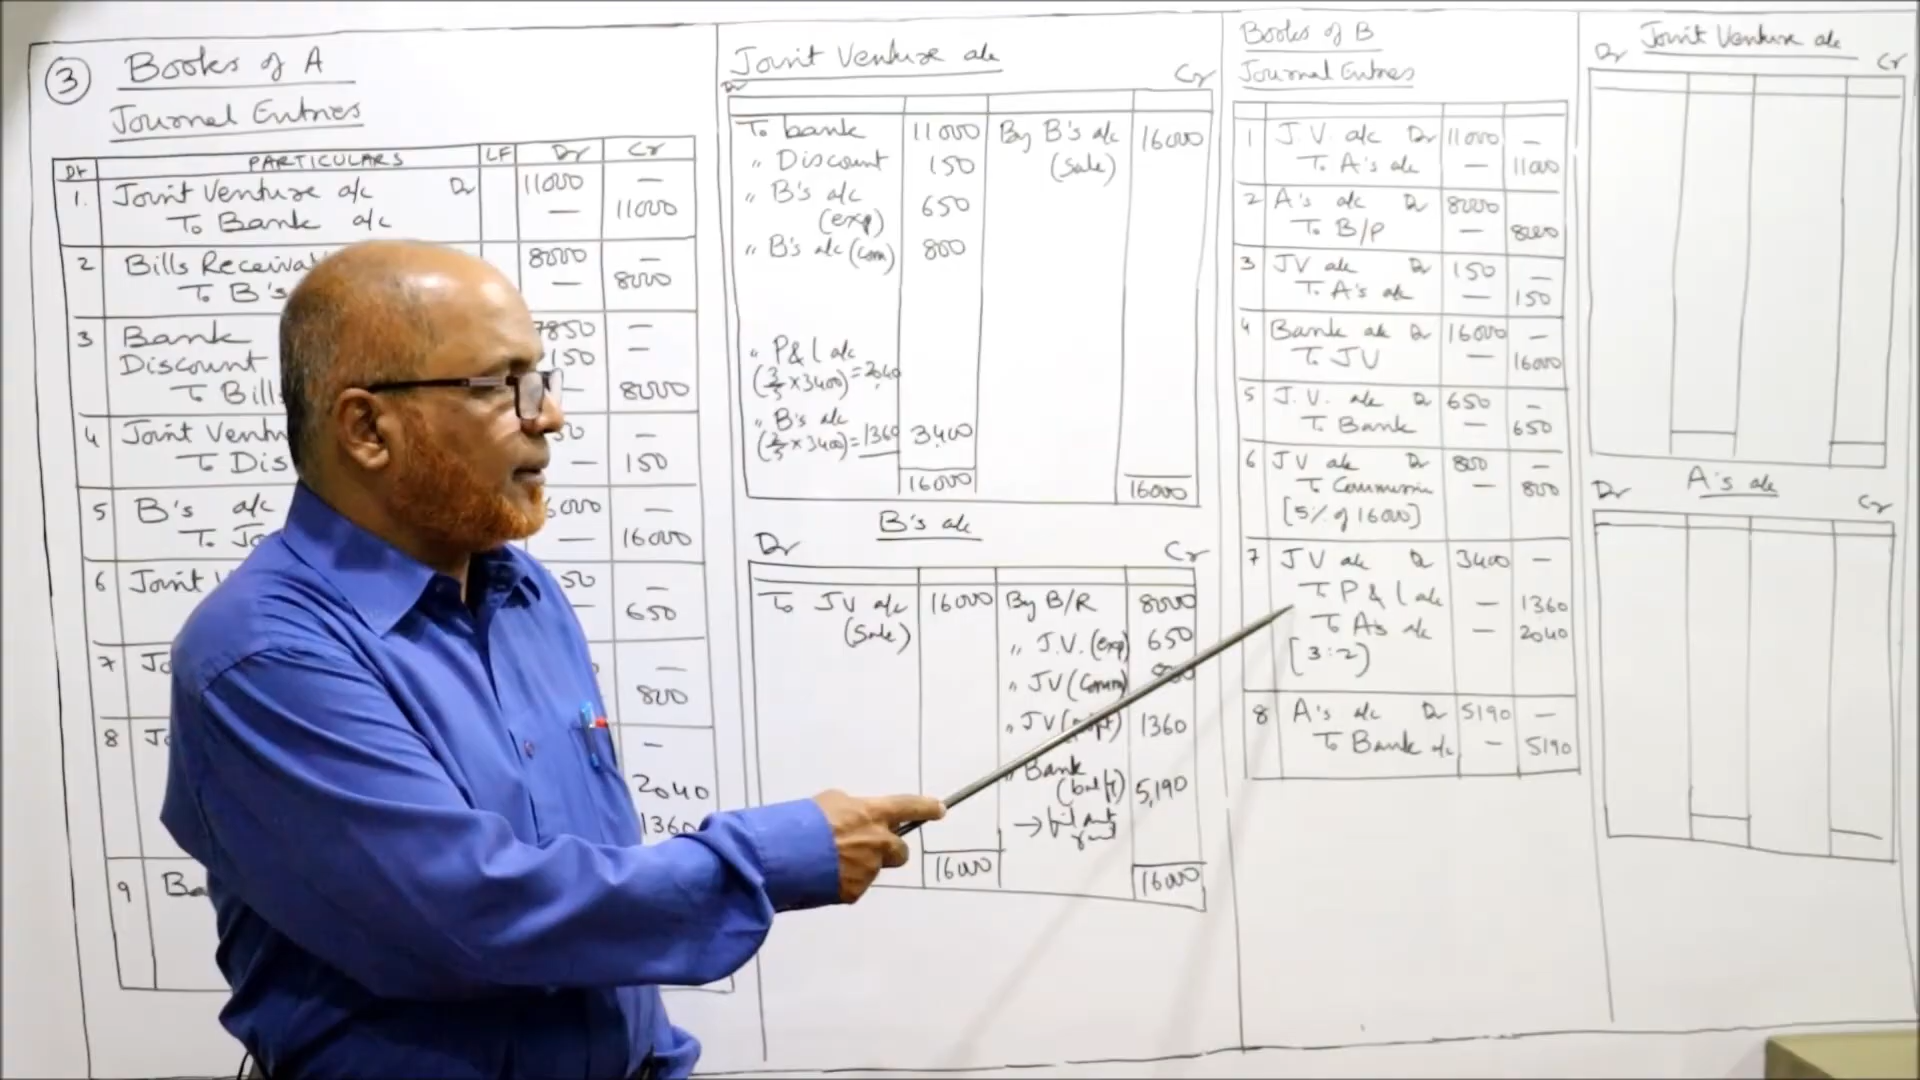 3
Books of A
Journal Entries
Dt PARTICULARS LF Dr Cr
1. Joint Venture a/c Dr 11000 —
To Bank a/c — 11000
2 Bills Receiva 8000 —
To B's — 8000
3 Bank 7850 —
Discount 150 —
To Bill — 8000
4 Joint Ventu —
To Dis — 150
5 B's a/c 6000 —
To Jo — 16000
6 Joint V 50 —
— 650
7 Jo —
800
8 Jo —
2040
1360
9 Ba
Joint Venture a/c
Dr Cr
To bank 11000 By B's a/c 16000
" Discount 150 (Sale)
" B's a/c
(exp) 650
" B's a/c (com) 800
" P&L a/c
(3/5 × 3400) = 2040
" B's a/c
(2/5 × 3400) = 1360 3400
16000 16000
B's a/c
Dr Cr
To JV a/c 16000 By B/R 8000
(Sale) " J.V. (exp) 650
" JV (Comm)
" JV 1360
" Bank
(bal/f) 5,190
→
16000 16000
Books of B
Journal Entres
1 J.V. a/c Dr 11000 —
To A's a/c — 11000
2 A's a/c Dr 8000
To B/P — 8000
3 JV a/c Dr 150 —
To A's a/c — 150
4 Bank a/c Dr 16000 —
To JV — 16000
5 J.V. a/c Dr 650 —
To Bank — 650
6 JV a/c Dr 800 —
To Commissin — 800
[5% of 16000]
7 JV a/c Dr 3400 —
To P & L a/c — 1360
To A's a/c — 2040
[3:2]
8 A's a/c Dr 5190 —
To Bank a/c — 5190
Joint Venture a/c
Dr Cr
A's a/c
Dr Cr